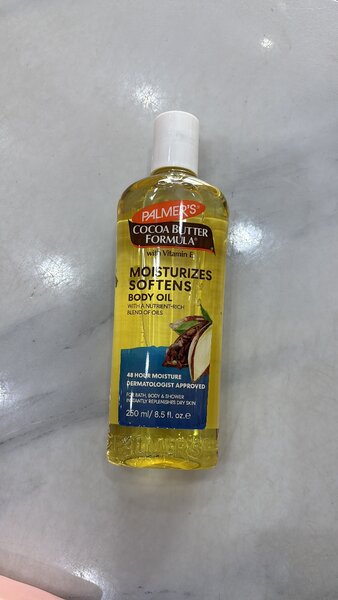 PALMER'S®
COCOA BUTTER
FORMULA®
with Vitamin E
MOISTURIZES
SOFTENS
BODY OIL
WITH A NUTRIENT-RICH
BLEND OF OILS
48 HOUR MOISTURE
DERMATOLOGIST APPROVED
FOR BATH, BODY & SHOWER
INSTANTLY REPLENISHES DRY SKIN
250 ml/ 8.5 fl. oz.e
PALMER'S